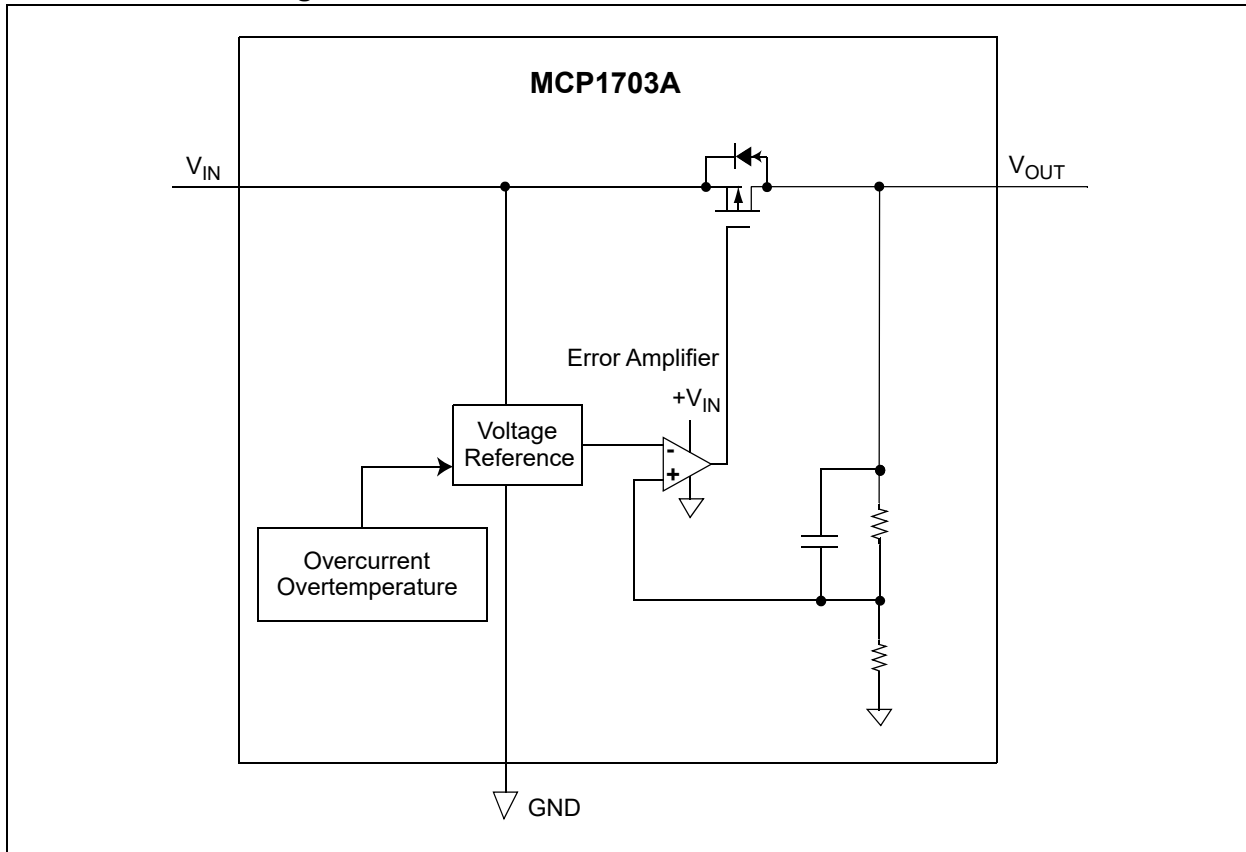 MCP1703A
VIN
VOUT
Error Amplifier
+VIN
Voltage
Reference
-
+
Overcurrent
Overtemperature
GND